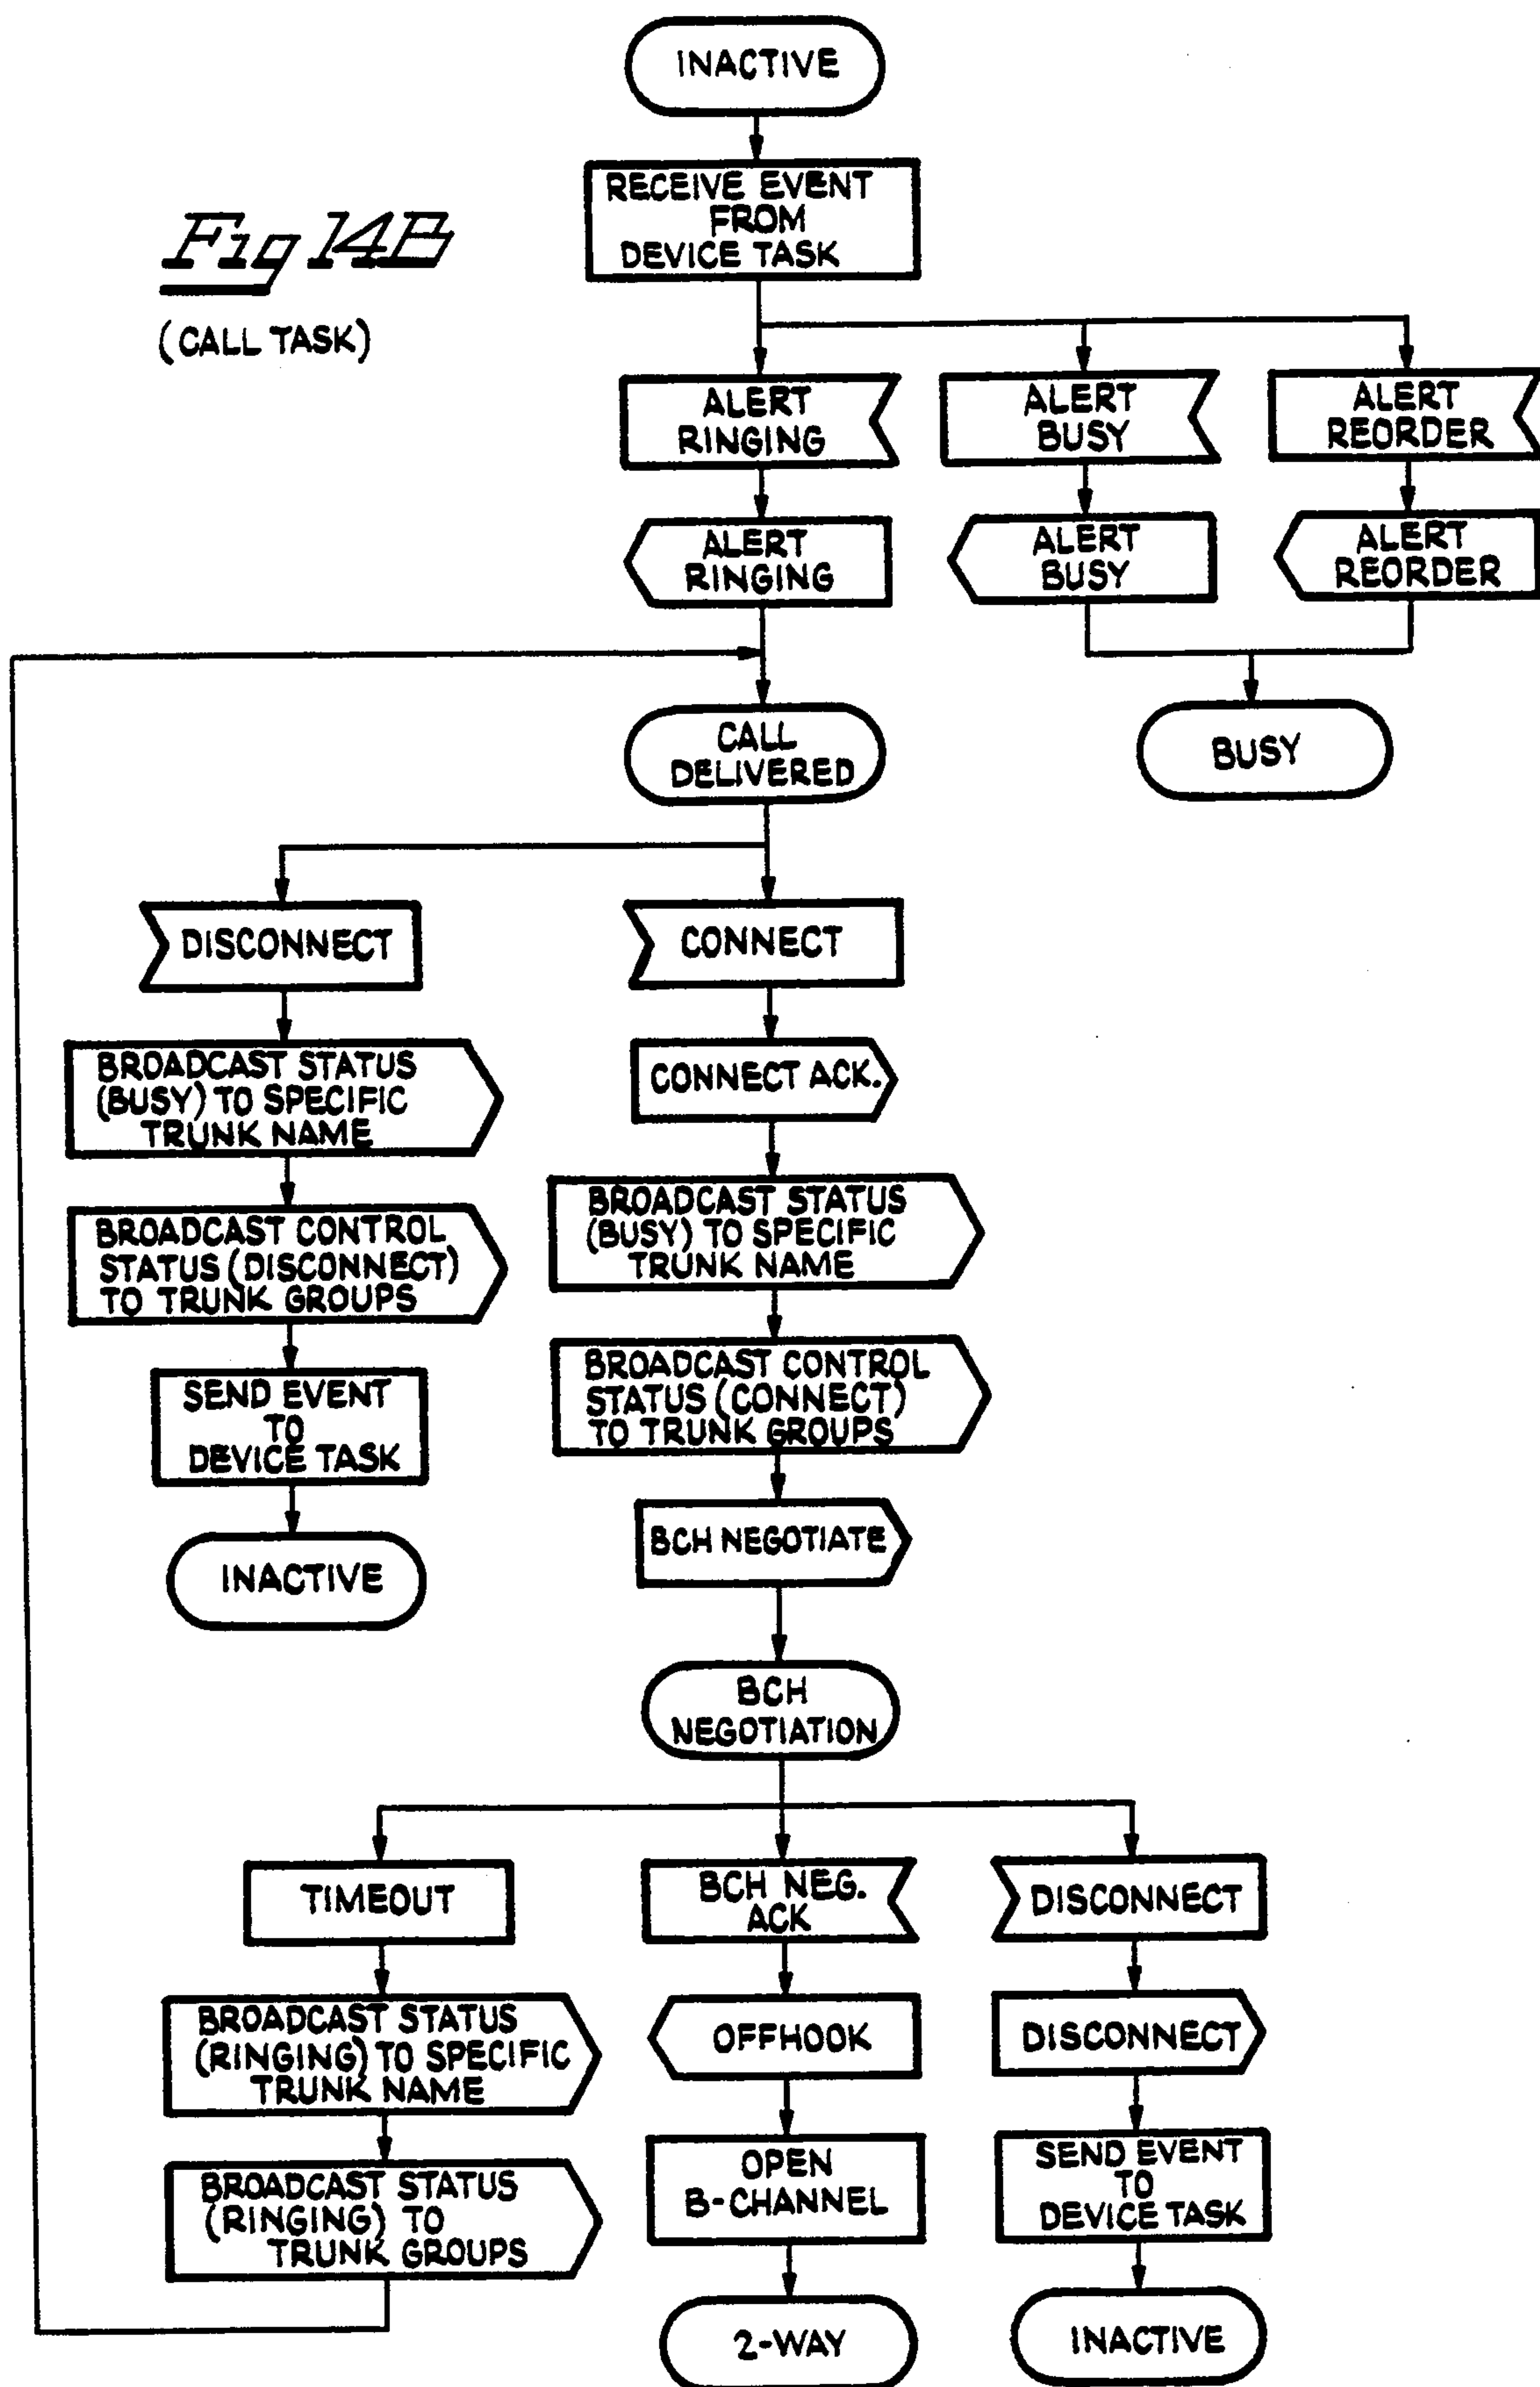 INACTIVE
RECEIVE EVENT
FROM
DEVICE TASK
Fig 14B
(CALL TASK)
ALERT
RINGING
ALERT
BUSY
ALERT
REORDER
ALERT
RINGING
ALERT
BUSY
ALERT
REORDER
CALL
DELIVERED
BUSY
DISCONNECT
CONNECT
BROADCAST STATUS
(BUSY) TO SPECIFIC
TRUNK NAME
CONNECT ACK.
BROADCAST CONTROL
STATUS (DISCONNECT)
TO TRUNK GROUPS
BROADCAST STATUS
(BUSY) TO SPECIFIC
TRUNK NAME
SEND EVENT
TO
DEVICE TASK
BROADCAST CONTROL
STATUS (CONNECT)
TO TRUNK GROUPS
INACTIVE
BCH NEGOTIATE
BCH
NEGOTIATION
TIMEOUT
BCH NEG.
ACK
DISCONNECT
BROADCAST STATUS
(RINGING) TO SPECIFIC
TRUNK NAME
OFFHOOK
DISCONNECT
BROADCAST STATUS
(RINGING) TO
TRUNK GROUPS
OPEN
B-CHANNEL
SEND EVENT
TO
DEVICE TASK
2-WAY
INACTIVE